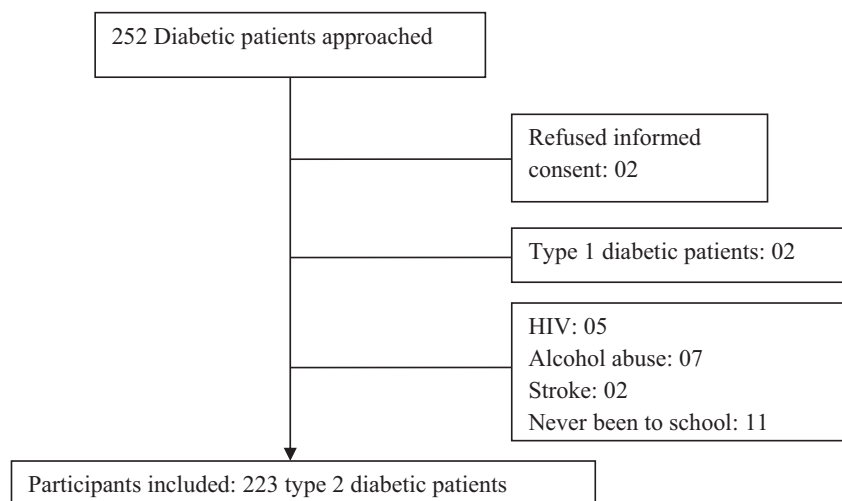 252 Diabetic patients approached
Refused informed
consent: 02
Type 1 diabetic patients: 02
HIV: 05
Alcohol abuse: 07
Stroke: 02
Never been to school: 11
Participants included: 223 type 2 diabetic patients